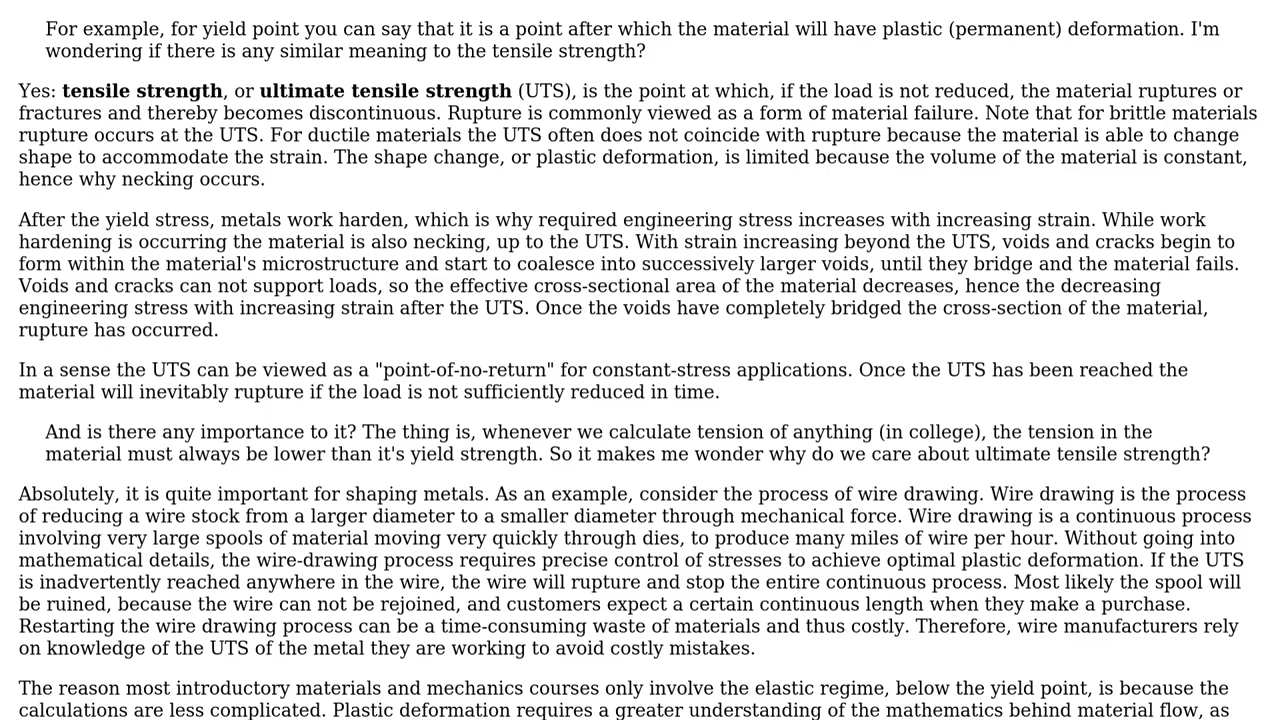 For example, for yield point you can say that it is a point after which the material will have plastic (permanent) deformation. I'm
wondering if there is any similar meaning to the tensile strength?
Yes: tensile strength, or ultimate tensile strength (UTS), is the point at which, if the load is not reduced, the material ruptures or
fractures and thereby becomes discontinuous. Rupture is commonly viewed as a form of material failure. Note that for brittle materials
rupture occurs at the UTS. For ductile materials the UTS often does not coincide with rupture because the material is able to change
shape to accommodate the strain. The shape change, or plastic deformation, is limited because the volume of the material is constant,
hence why necking occurs.
After the yield stress, metals work harden, which is why required engineering stress increases with increasing strain. While work
hardening is occurring the material is also necking, up to the UTS. With strain increasing beyond the UTS, voids and cracks begin to
form within the material's microstructure and start to coalesce into successively larger voids, until they bridge and the material fails.
Voids and cracks can not support loads, so the effective cross-sectional area of the material decreases, hence the decreasing
engineering stress with increasing strain after the UTS. Once the voids have completely bridged the cross-section of the material,
rupture has occurred.
In a sense the UTS can be viewed as a "point-of-no-return" for constant-stress applications. Once the UTS has been reached the
material will inevitably rupture if the load is not sufficiently reduced in time.
And is there any importance to it? The thing is, whenever we calculate tension of anything (in college), the tension in the
material must always be lower than it's yield strength. So it makes me wonder why do we care about ultimate tensile strength?
Absolutely, it is quite important for shaping metals. As an example, consider the process of wire drawing. Wire drawing is the process
of reducing a wire stock from a larger diameter to a smaller diameter through mechanical force. Wire drawing is a continuous process
involving very large spools of material moving very quickly through dies, to produce many miles of wire per hour. Without going into
mathematical details, the wire-drawing process requires precise control of stresses to achieve optimal plastic deformation. If the UTS
is inadvertently reached anywhere in the wire, the wire will rupture and stop the entire continuous process. Most likely the spool will
be ruined, because the wire can not be rejoined, and customers expect a certain continuous length when they make a purchase.
Restarting the wire drawing process can be a time-consuming waste of materials and thus costly. Therefore, wire manufacturers rely
on knowledge of the UTS of the metal they are working to avoid costly mistakes.
The reason most introductory materials and mechanics courses only involve the elastic regime, below the yield point, is because the
calculations are less complicated. Plastic deformation requires a greater understanding of the mathematics behind material flow, as